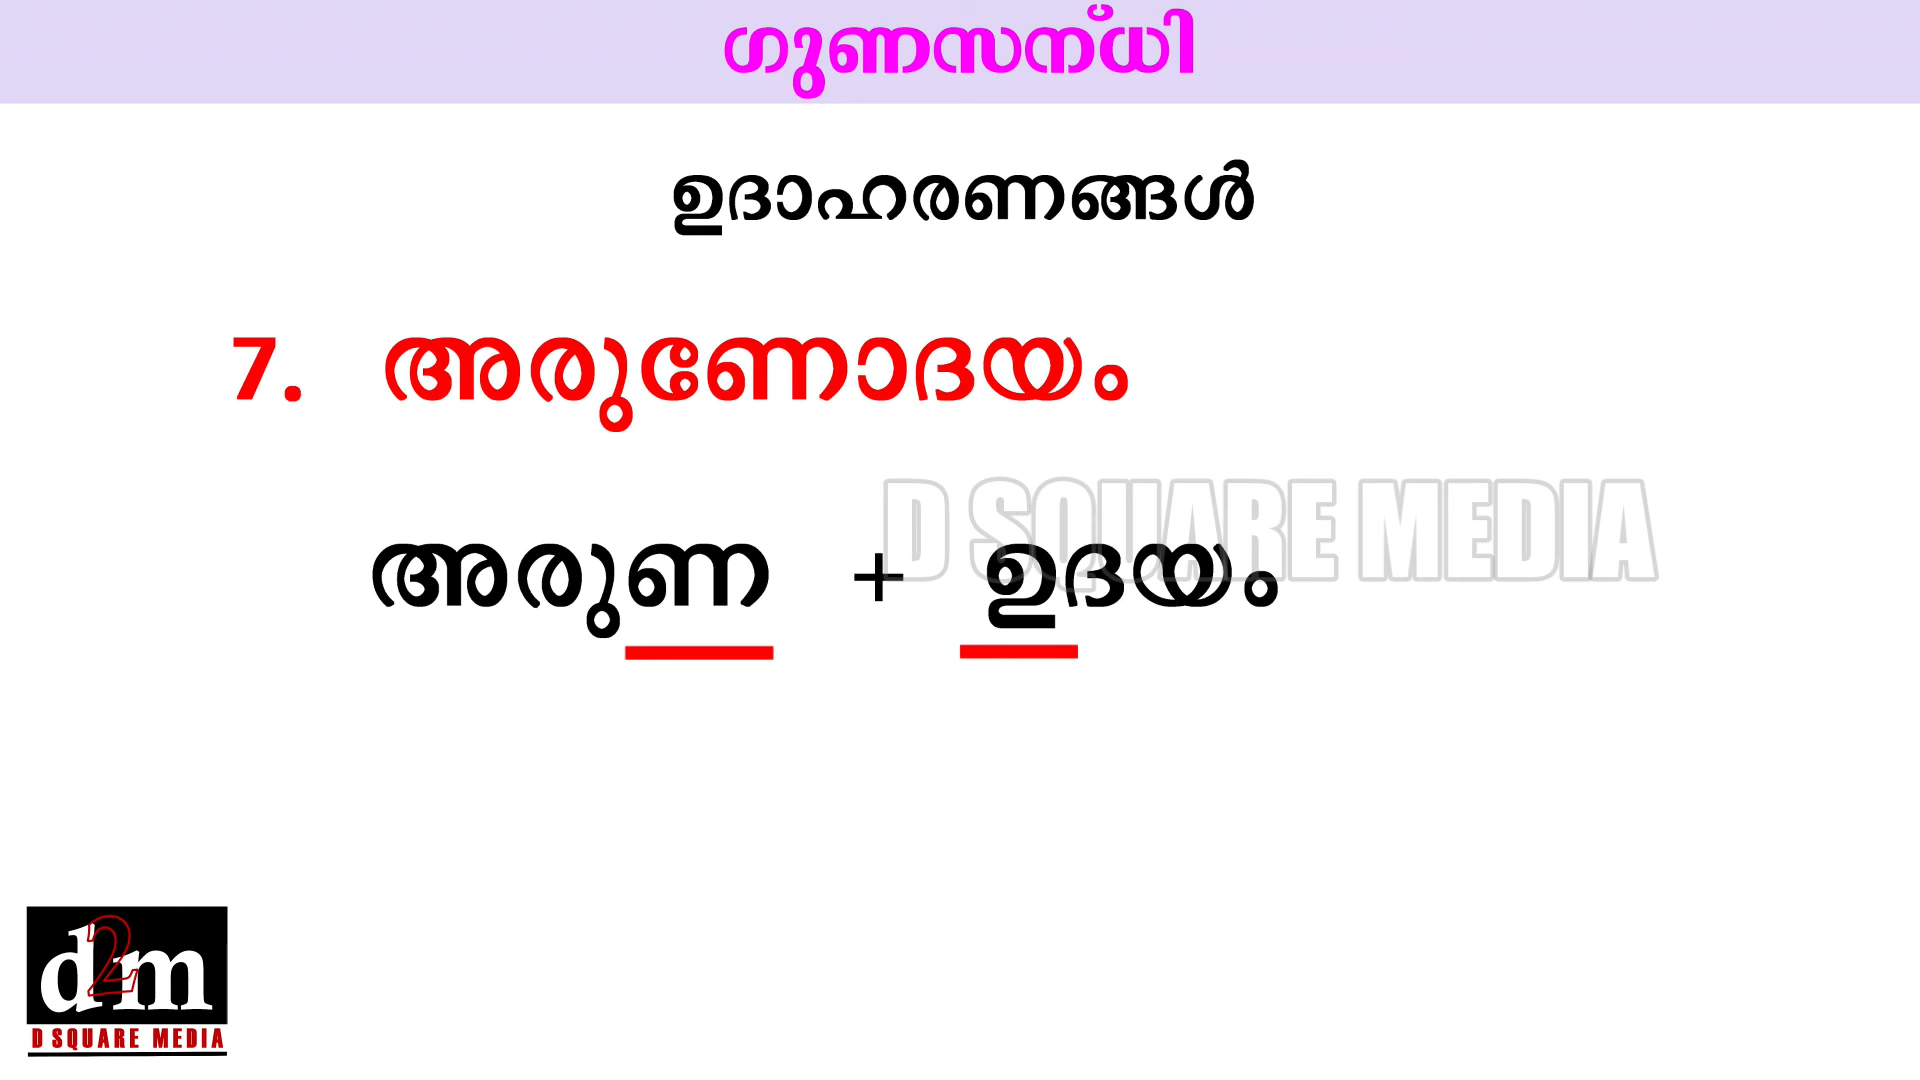 ഗുണസന്ധി
ഉദാഹരണങ്ങൾ
7. അരുണോദയം
D SQUARE MEDIA
അരുണ + ഉദയം
d2m
D SQUARE MEDIA